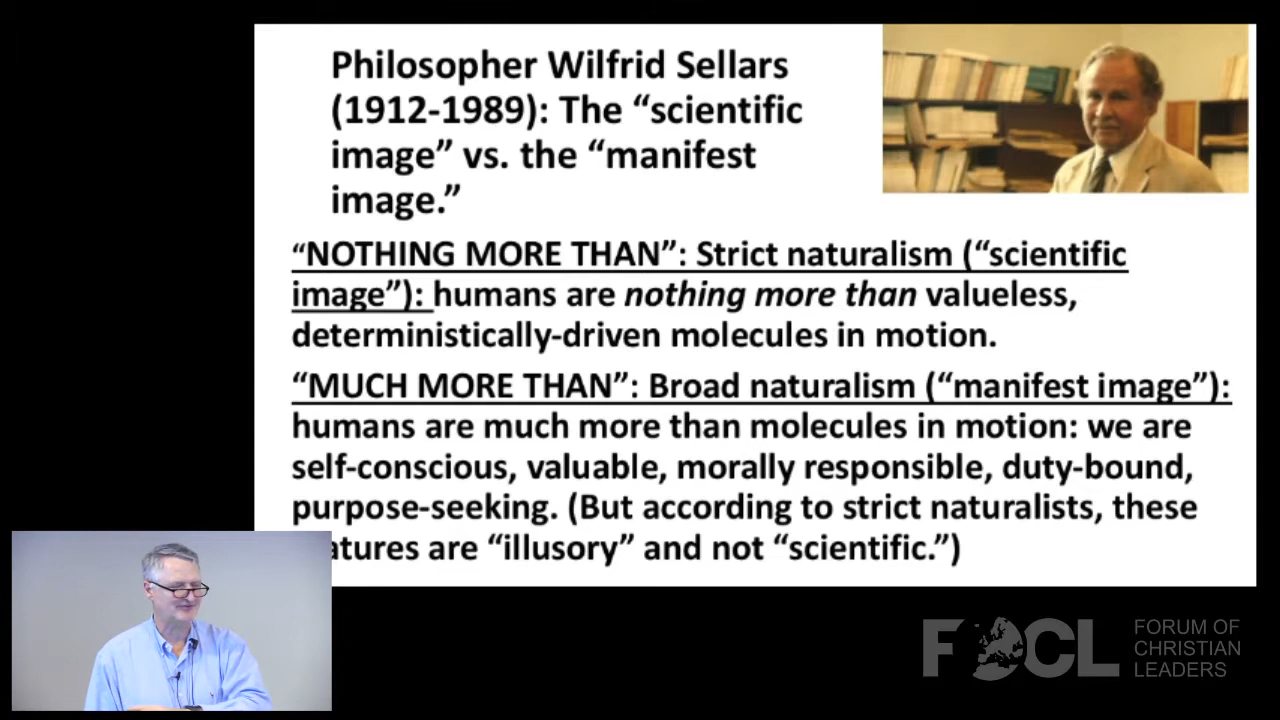 Philosopher Wilfrid Sellars
(1912-1989): The “scientific
image” vs. the “manifest
image.”
“NOTHING MORE THAN”: Strict naturalism (“scientific
image”): humans are nothing more than valueless,
deterministically-driven molecules in motion.
“MUCH MORE THAN”: Broad naturalism (“manifest image”):
humans are much more than molecules in motion: we are
self-conscious, valuable, morally responsible, duty-bound,
purpose-seeking. (But according to strict naturalists, these
atures are “illusory” and not “scientific.”)
FOCL
FORUM OF
CHRISTIAN
LEADERS